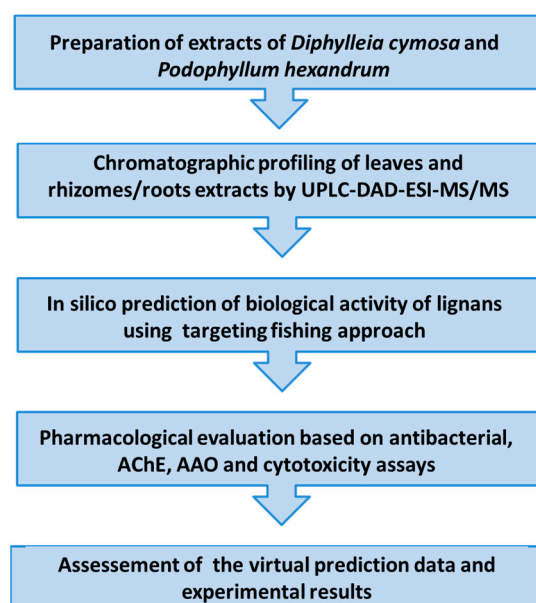 Preparation of extracts of Diphylleia cymosa and
Podophyllum hexandrum
Chromatographic profiling of leaves and
rhizomes/roots extracts by UPLC-DAD-ESI-MS/MS
In silico prediction of biological activity of lignans
using targeting fishing approach
Pharmacological evaluation based on antibacterial,
AChE, AAO and cytotoxicity assays
Assessment of the virtual prediction data and
experimental results